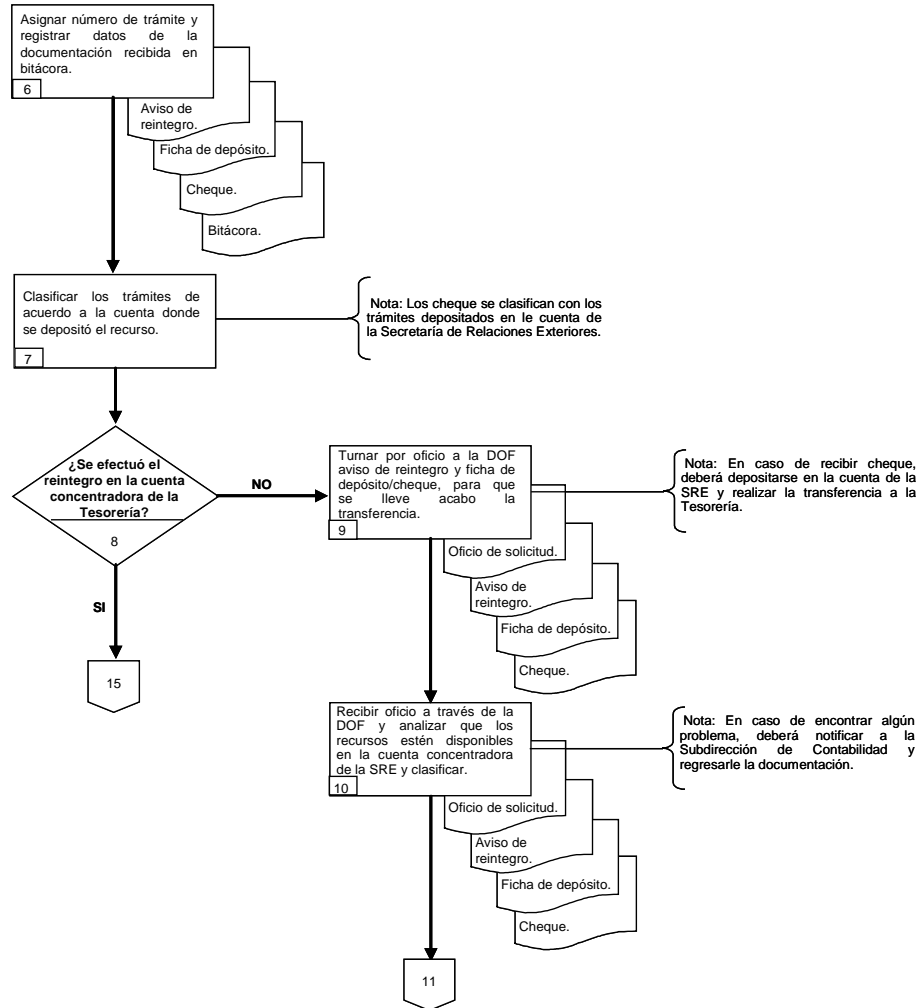 Asignar número de trámite y
registrar datos de la
documentación recibida en
bitácora.
6
Aviso de
reintegro.
Ficha de depósito.
Cheque.
Bitácora.
Clasificar los trámites de
acuerdo a la cuenta donde
se depositó el recurso.
7
Nota: Los cheque se clasifican con los
trámites depositados en le cuenta de
la Secretaría de Relaciones Exteriores.
¿Se efectuó el
reintegro en la cuenta
concentradora de la
Tesorería?
8
NO
SI
15
Turnar por oficio a la DOF
aviso de reintegro y ficha de
depósito/cheque, para que
se lleve acabo la
transferencia.
9
Nota: En caso de recibir cheque,
deberá depositarse en la cuenta de la
SRE y realizar la transferencia a la
Tesorería.
Oficio de solicitud.
Aviso de
reintegro.
Ficha de depósito.
Cheque.
Recibir oficio a través de la
DOF y analizar que los
recursos estén disponibles
en la cuenta concentradora
de la SRE y clasificar.
10
Nota: En caso de encontrar algún
problema, deberá notificar a la
Subdirección de Contabilidad y
regresarle la documentación.
Oficio de solicitud.
Aviso de
reintegro.
Ficha de depósito.
Cheque.
11